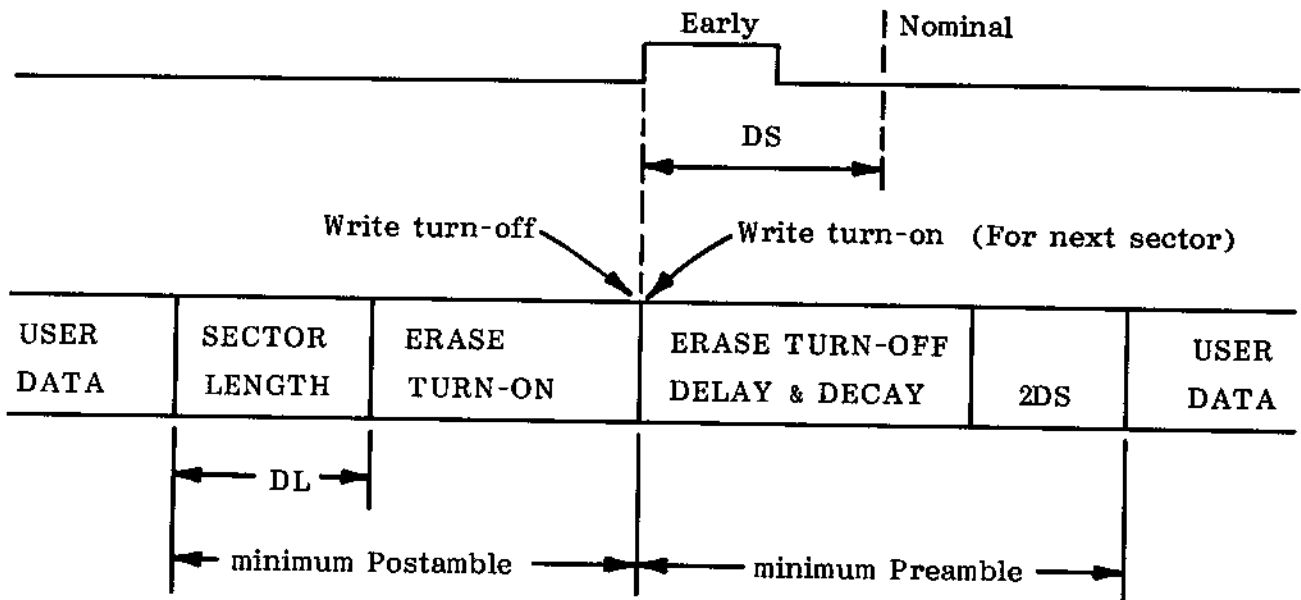 Early
Nominal
DS
Write turn-off
Write turn-on (For next sector)
USER
DATA
SECTOR
LENGTH
ERASE
TURN-ON
ERASE TURN-OFF
DELAY & DECAY
2DS
USER
DATA
DL
minimum Postamble
minimum Preamble